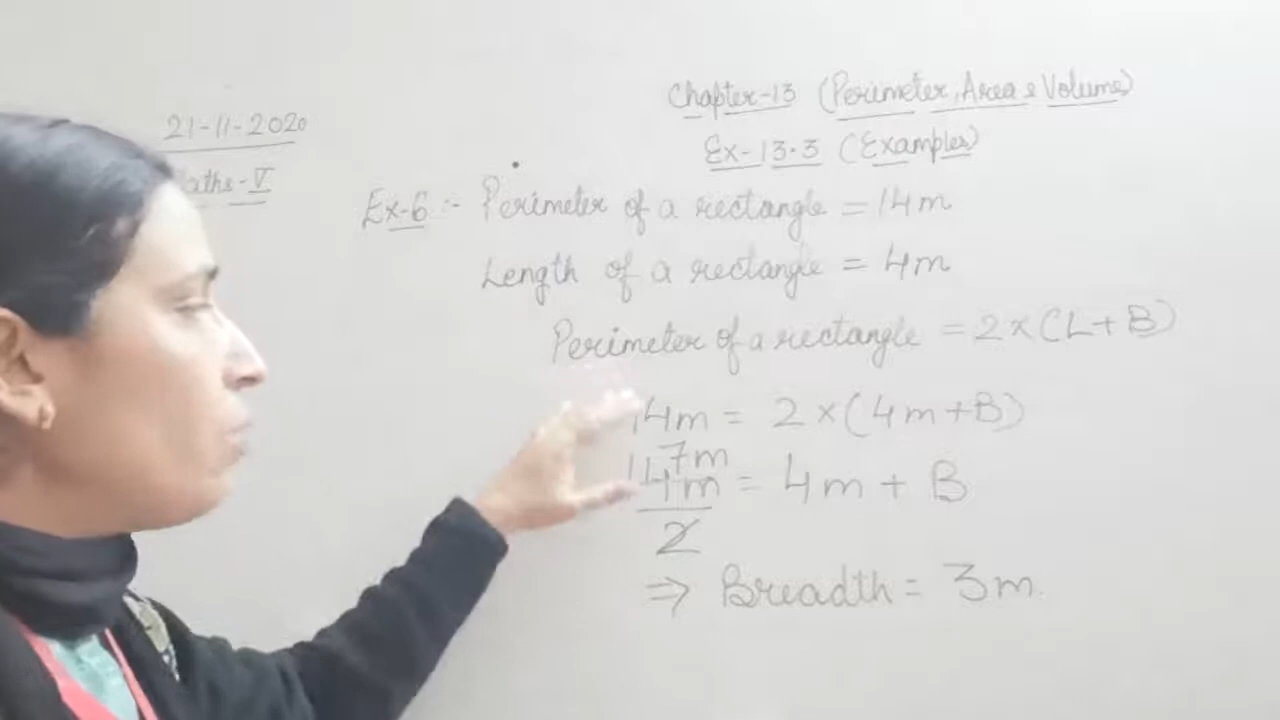 21-11-2020
Maths-V
Chapter-13 (Perimeter, Area & Volume)
Ex-13.3 (Examples)
Ex-6 :- Perimeter of a rectangle = 14m
Length of a rectangle = 4m
Perimeter of a rectangle = 2×(L+B)
14m = 2×(4m+B)
7m
14m = 4m + B
2
⇒ Breadth = 3m.